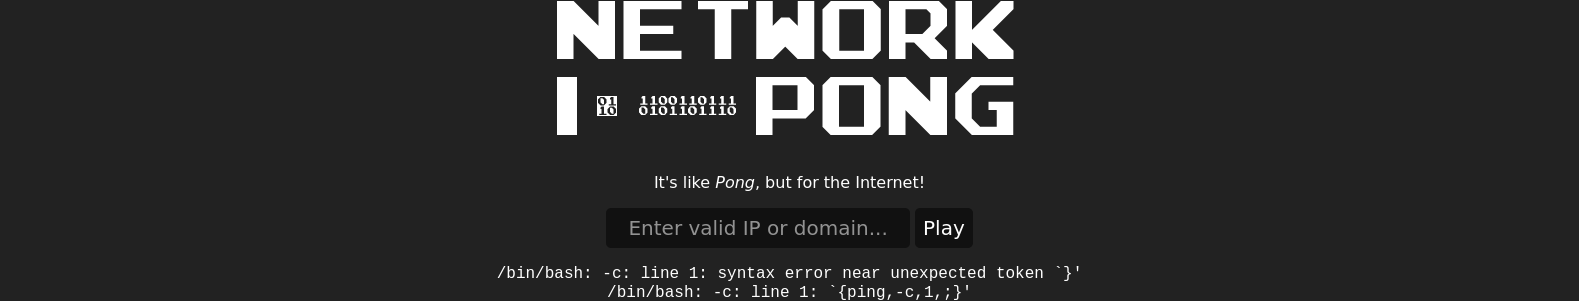 NETWORK
I 01 1100110111 PONG
10 0101101110
It's like Pong, but for the Internet!
Enter valid IP or domain... Play
/bin/bash: -c: line 1: syntax error near unexpected token `}'
/bin/bash: -c: line 1: `{ping,-c,1,;}'